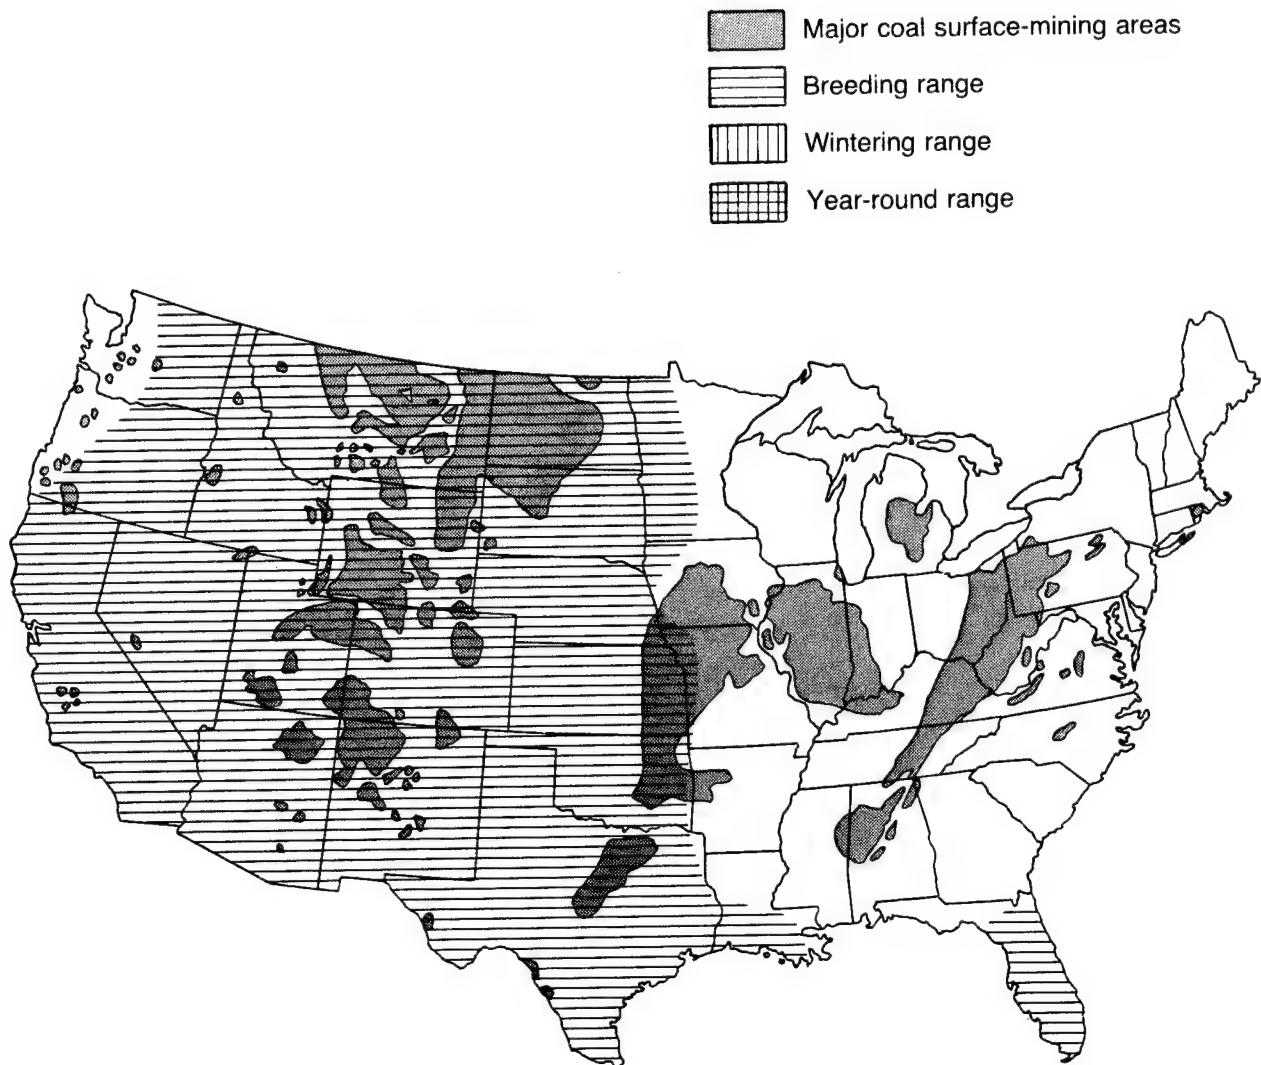 Major coal surface-mining areas
Breeding range
Wintering range
Year-round range